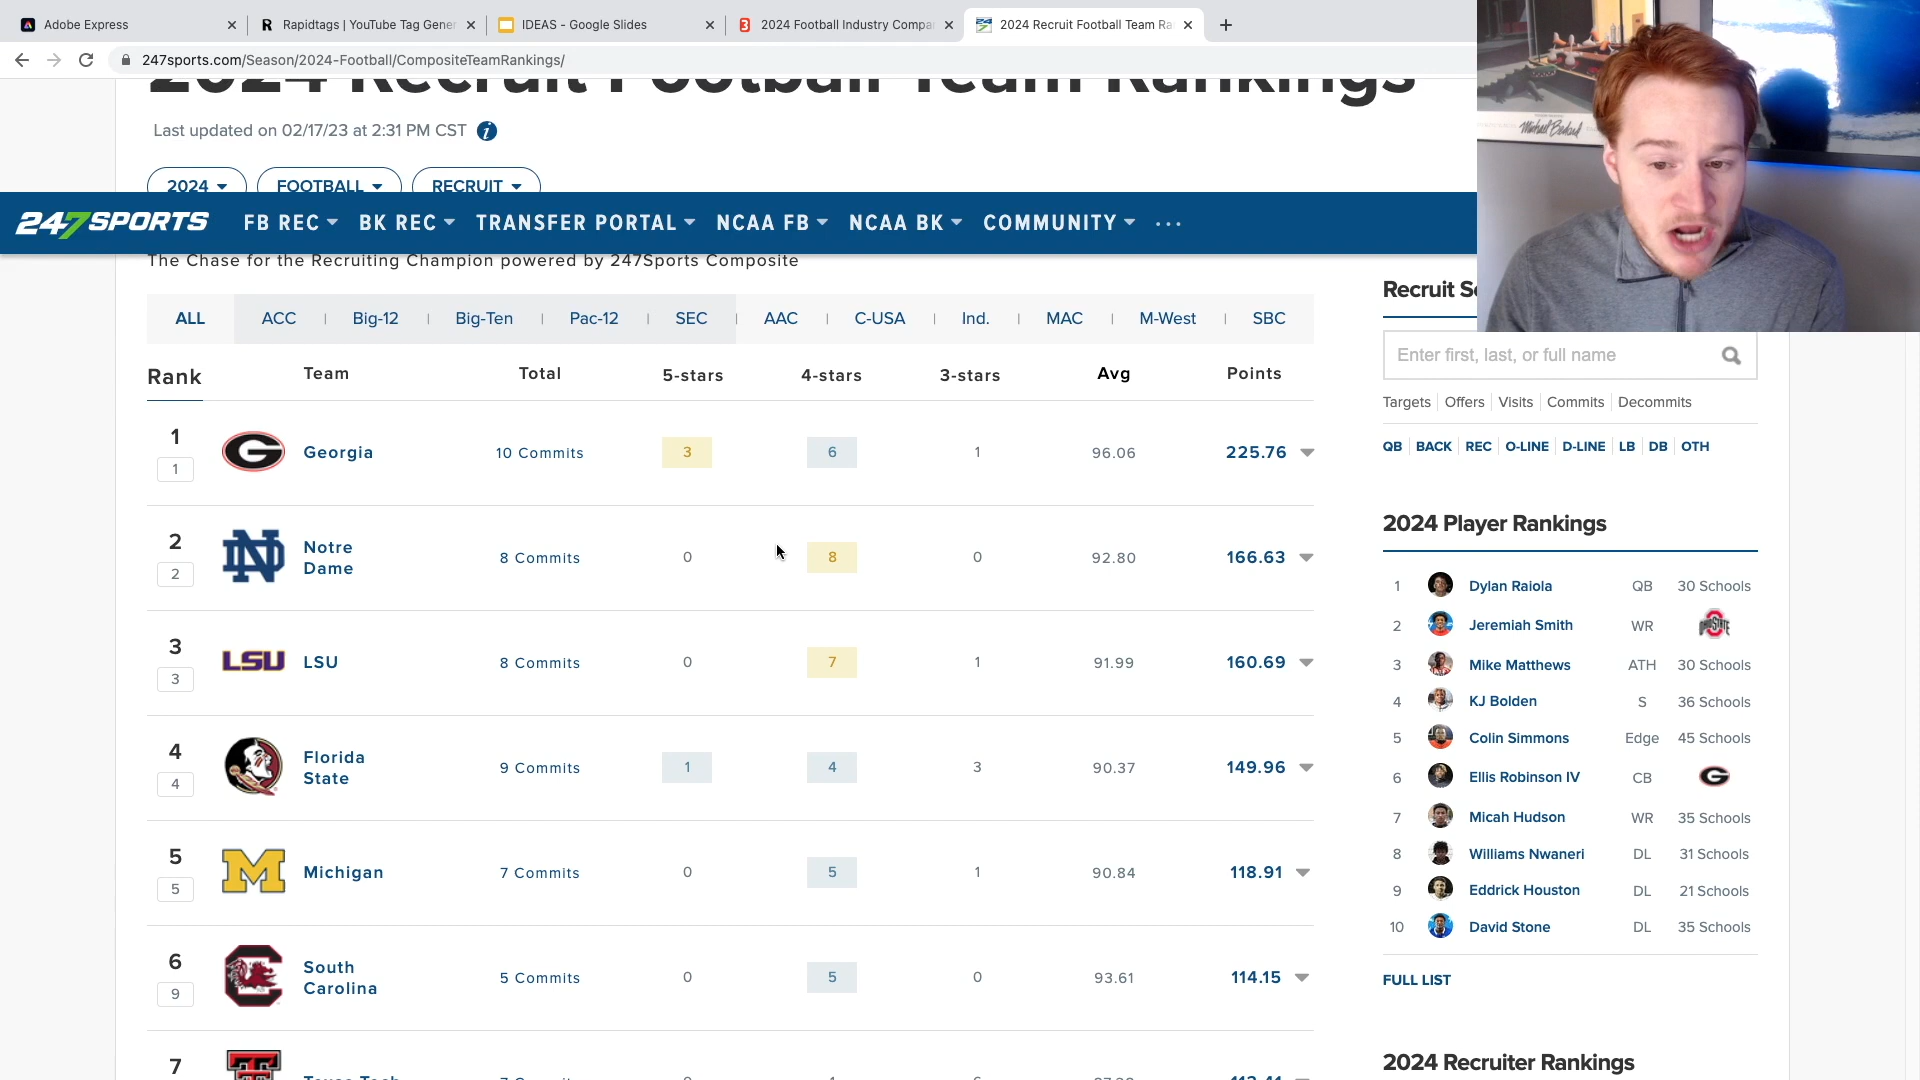 Adobe Express
Rapidtags | YouTube Tag Gener
IDEAS - Google Slides
2024 Football Industry Compa
2024 Recruit Football Team Ra
247sports.com/Season/2024-Football/CompositeTeamRankings/
2024 Recruit Football Team Rankings
Last updated on 02/17/23 at 2:31 PM CST
2024 FOOTBALL RECRUIT
247SPORTS FB REC BK REC TRANSFER PORTAL NCAA FB NCAA BK COMMUNITY ...
The Chase for the Recruiting Champion powered by 247Sports Composite
ALL ACC | Big-12 | Big-Ten | Pac-12 | SEC | AAC | C-USA | Ind. | MAC | M-West | SBC
Rank Team Total 5-stars 4-stars 3-stars Avg Points
1 1 Georgia 10 Commits 3 6 1 96.06 225.76
2 2 Notre Dame 8 Commits 0 8 0 92.80 166.63
3 3 LSU LSU 8 Commits 0 7 1 91.99 160.69
4 4 Florida State 9 Commits 1 4 3 90.37 149.96
5 5 Michigan 7 Commits 0 5 1 90.84 118.91
6 9 South Carolina 5 Commits 0 5 0 93.61 114.15
7
Michael Bedard
Recruit
Enter first, last, or full name
Targets | Offers | Visits | Commits | Decommits
QB | BACK | REC | O-LINE | D-LINE | LB | DB | OTH
2024 Player Rankings
1 Dylan Raiola QB 30 Schools
2 Jeremiah Smith WR OHIO STATE
3 Mike Matthews ATH 30 Schools
4 KJ Bolden S 36 Schools
5 Colin Simmons Edge 45 Schools
6 Ellis Robinson IV CB G
7 Micah Hudson WR 35 Schools
8 Williams Nwaneri DL 31 Schools
9 Eddrick Houston DL 21 Schools
10 David Stone DL 35 Schools
FULL LIST
2024 Recruiter Rankings